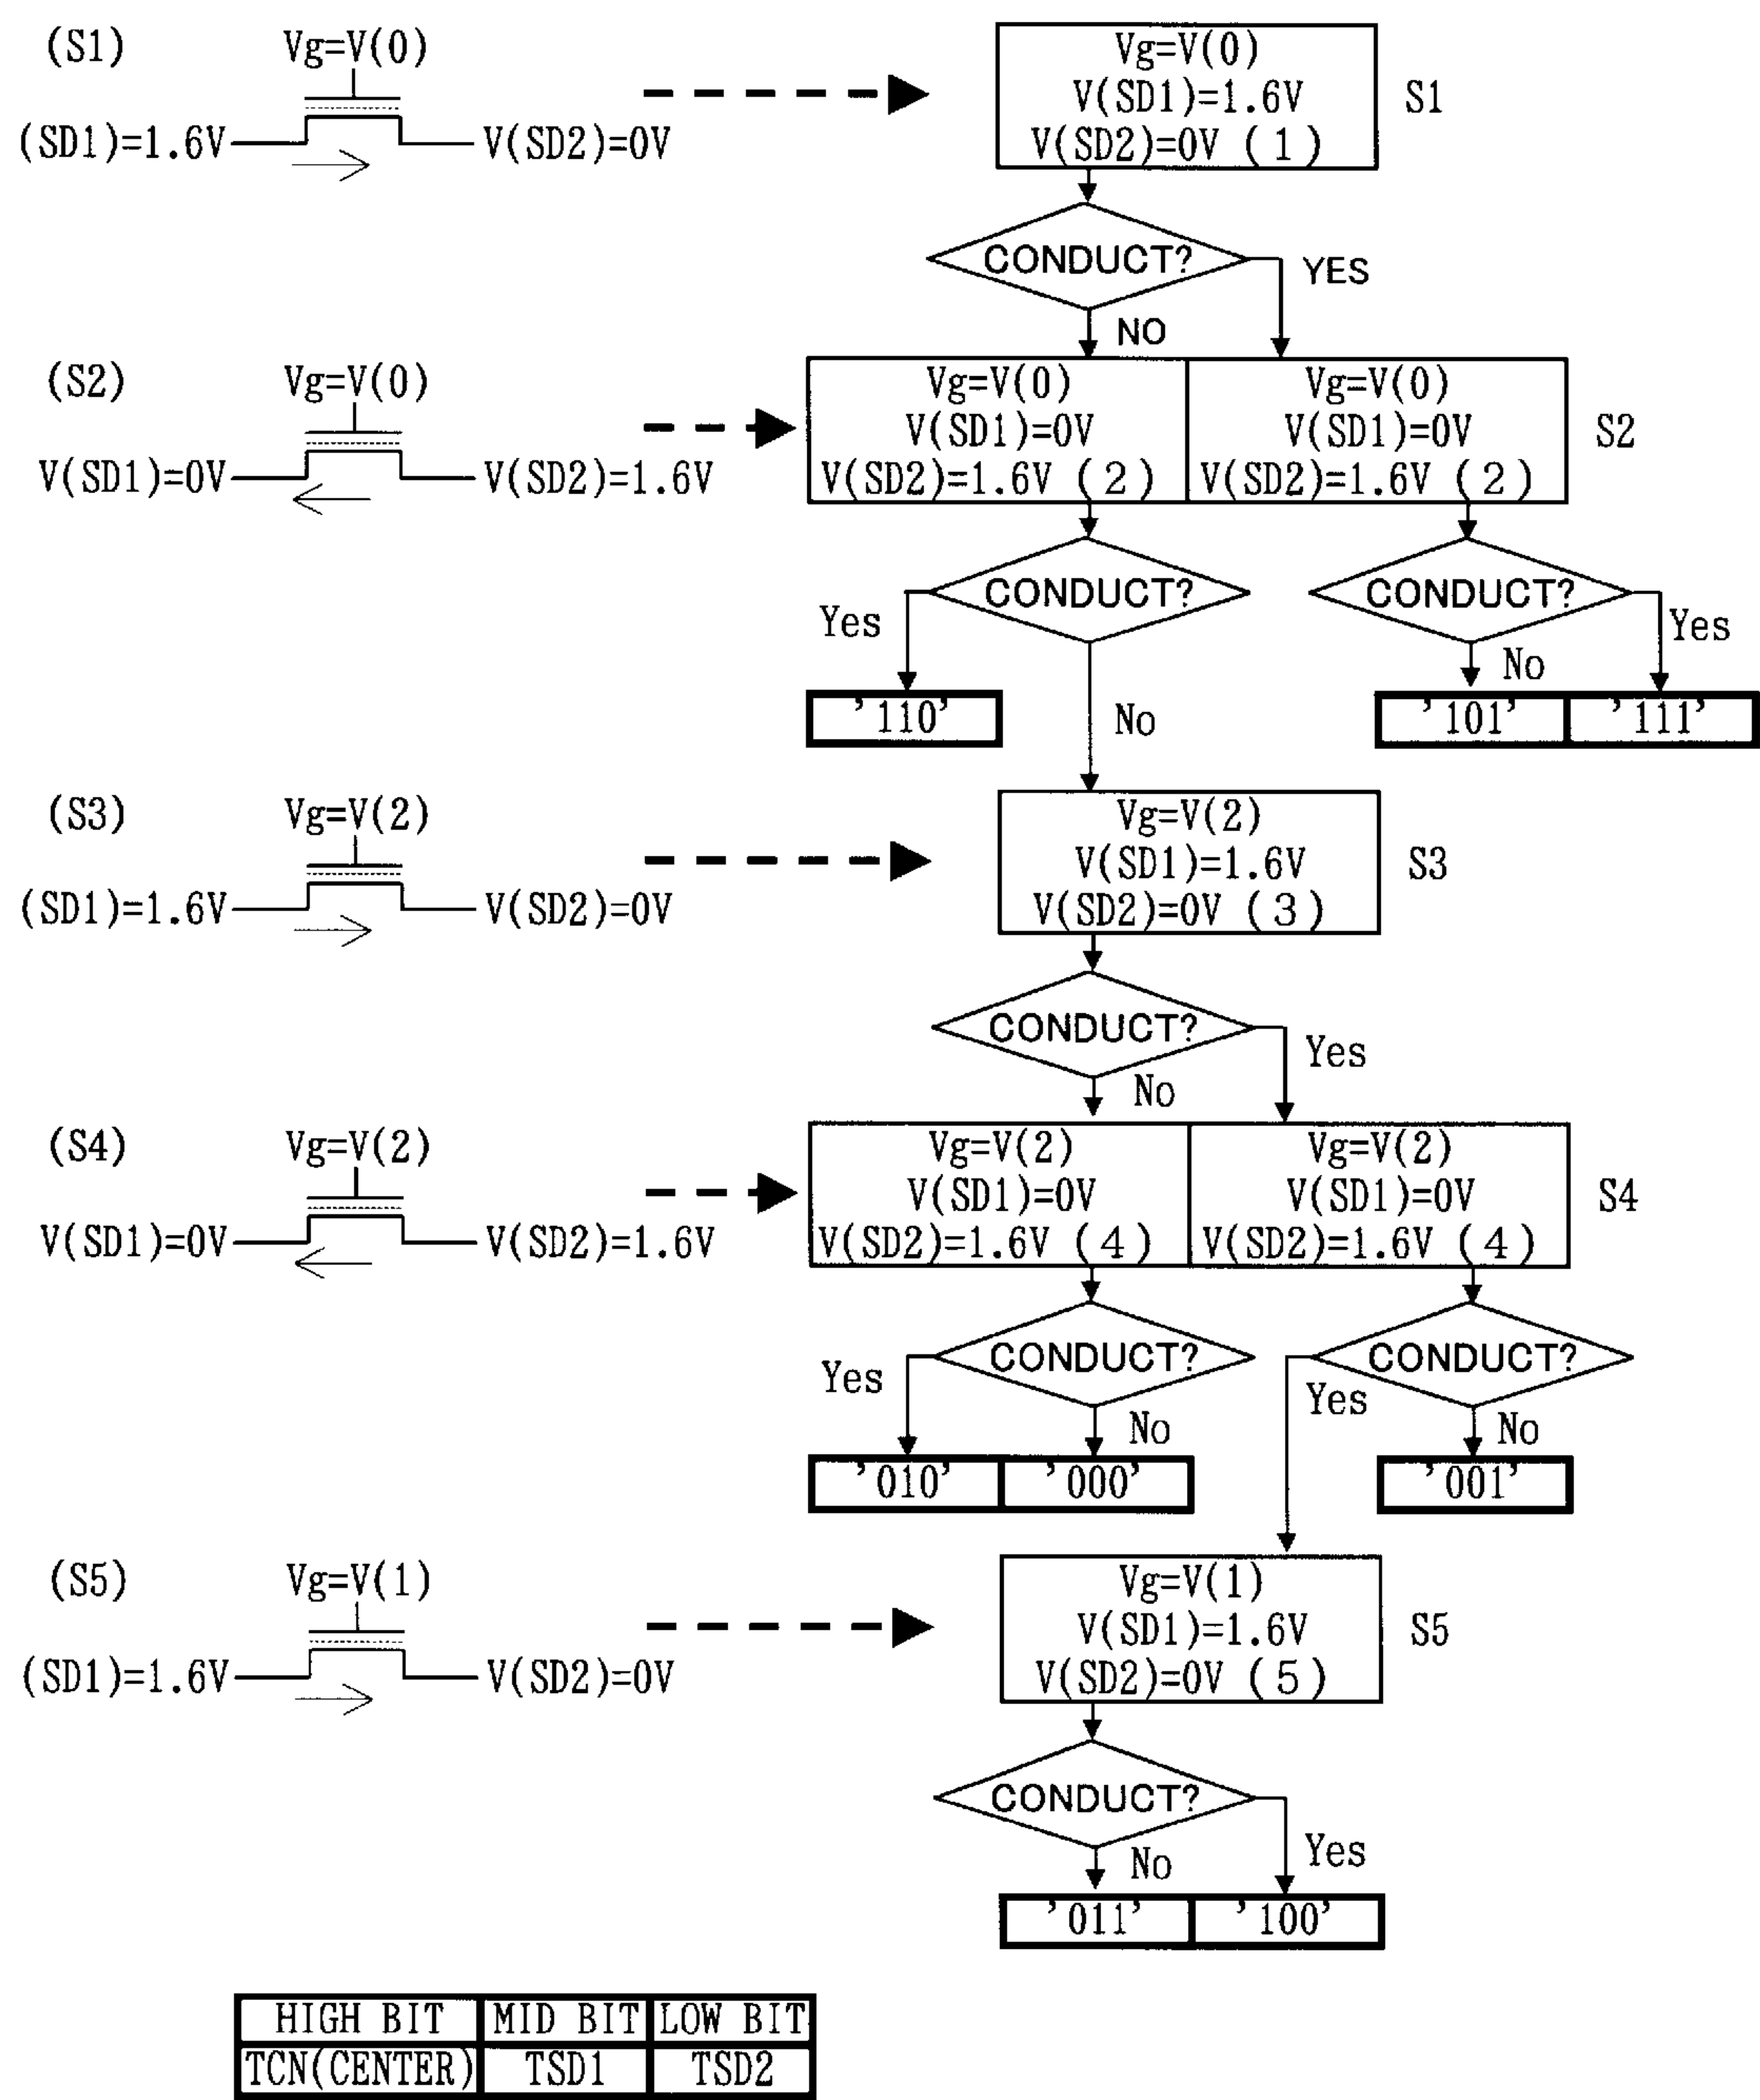 (S1)
Vg=V(0)
(SD1)=1.6V
V(SD2)=0V
Vg=V(0)
V(SD1)=1.6V
V(SD2)=0V (1)
S1
CONDUCT?
YES
NO
(S2)
Vg=V(0)
V(SD1)=0V
V(SD2)=1.6V
Vg=V(0)
V(SD1)=0V
V(SD2)=1.6V (2)
Vg=V(0)
V(SD1)=0V
V(SD2)=1.6V (2)
S2
CONDUCT?
CONDUCT?
Yes
No
No
Yes
'110'
'101'
'111'
(S3)
Vg=V(2)
(SD1)=1.6V
V(SD2)=0V
Vg=V(2)
V(SD1)=1.6V
V(SD2)=0V (3)
S3
CONDUCT?
Yes
No
(S4)
Vg=V(2)
V(SD1)=0V
V(SD2)=1.6V
Vg=V(2)
V(SD1)=0V
V(SD2)=1.6V (4)
Vg=V(2)
V(SD1)=0V
V(SD2)=1.6V (4)
S4
CONDUCT?
CONDUCT?
Yes
No
Yes
No
'010'
'000'
'001'
(S5)
Vg=V(1)
(SD1)=1.6V
V(SD2)=0V
Vg=V(1)
V(SD1)=1.6V
V(SD2)=0V (5)
S5
CONDUCT?
No
Yes
'011'
'100'
HIGH BIT MID BIT LOW BIT
TCN(CENTER) TSD1 TSD2